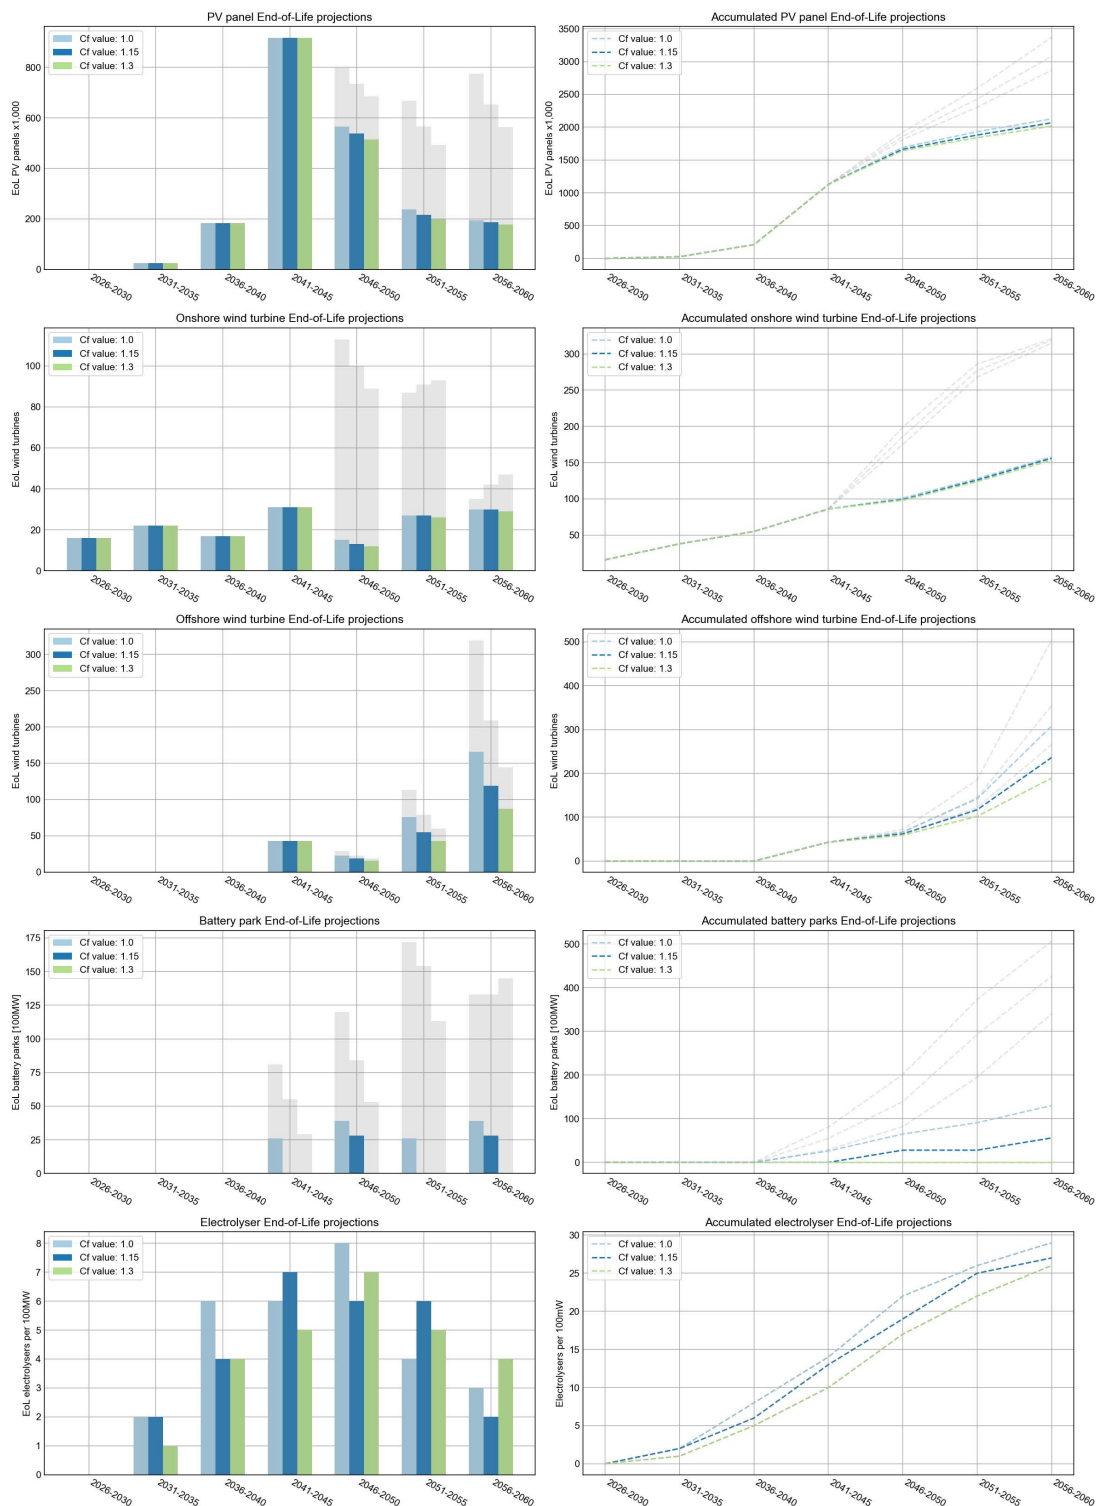 PV panel End-of-Life projections
Cf value: 1.0
Cf value: 1.15
Cf value: 1.3
EoL PV panels x1,000
800
600
400
200
0
2026-2030
2031-2035
2036-2040
2041-2045
2046-2050
2051-2055
2056-2060
Accumulated PV panel End-of-Life projections
Cf value: 1.0
Cf value: 1.15
Cf value: 1.3
EoL PV panels x1,000
3500
3000
2500
2000
1500
1000
500
0
2026-2030
2031-2035
2036-2040
2041-2045
2046-2050
2051-2055
2056-2060
Onshore wind turbine End-of-Life projections
Cf value: 1.0
Cf value: 1.15
Cf value: 1.3
EoL wind turbines
100
80
60
40
20
0
2026-2030
2031-2035
2036-2040
2041-2045
2046-2050
2051-2055
2056-2060
Accumulated onshore wind turbine End-of-Life projections
Cf value: 1.0
Cf value: 1.15
Cf value: 1.3
EoL wind turbines
300
250
200
150
100
50
2026-2030
2031-2035
2036-2040
2041-2045
2046-2050
2051-2055
2056-2060
Offshore wind turbine End-of-Life projections
Cf value: 1.0
Cf value: 1.15
Cf value: 1.3
EoL wind turbines
300
250
200
150
100
50
0
2026-2030
2031-2035
2036-2040
2041-2045
2046-2050
2051-2055
2056-2060
Accumulated offshore wind turbine End-of-Life projections
Cf value: 1.0
Cf value: 1.15
Cf value: 1.3
EoL wind turbines
500
400
300
200
100
0
2026-2030
2031-2035
2036-2040
2041-2045
2046-2050
2051-2055
2056-2060
Battery park End-of-Life projections
Cf value: 1.0
Cf value: 1.15
Cf value: 1.3
EoL battery parks [100MW]
175
150
125
100
75
50
25
0
2026-2030
2031-2035
2036-2040
2041-2045
2046-2050
2051-2055
2056-2060
Accumulated battery parks End-of-Life projections
Cf value: 1.0
Cf value: 1.15
Cf value: 1.3
EoL battery parks [100MW]
500
400
300
200
100
0
2026-2030
2031-2035
2036-2040
2041-2045
2046-2050
2051-2055
2056-2060
Electrolyser End-of-Life projections
Cf value: 1.0
Cf value: 1.15
Cf value: 1.3
EoL electrolysers per 100MW
8
7
6
5
4
3
2
1
0
2026-2030
2031-2035
2036-2040
2041-2045
2046-2050
2051-2055
2056-2060
Accumulated electrolyser End-of-Life projections
Cf value: 1.0
Cf value: 1.15
Cf value: 1.3
Electrolysers per 100mW
30
25
20
15
10
5
0
2026-2030
2031-2035
2036-2040
2041-2045
2046-2050
2051-2055
2056-2060